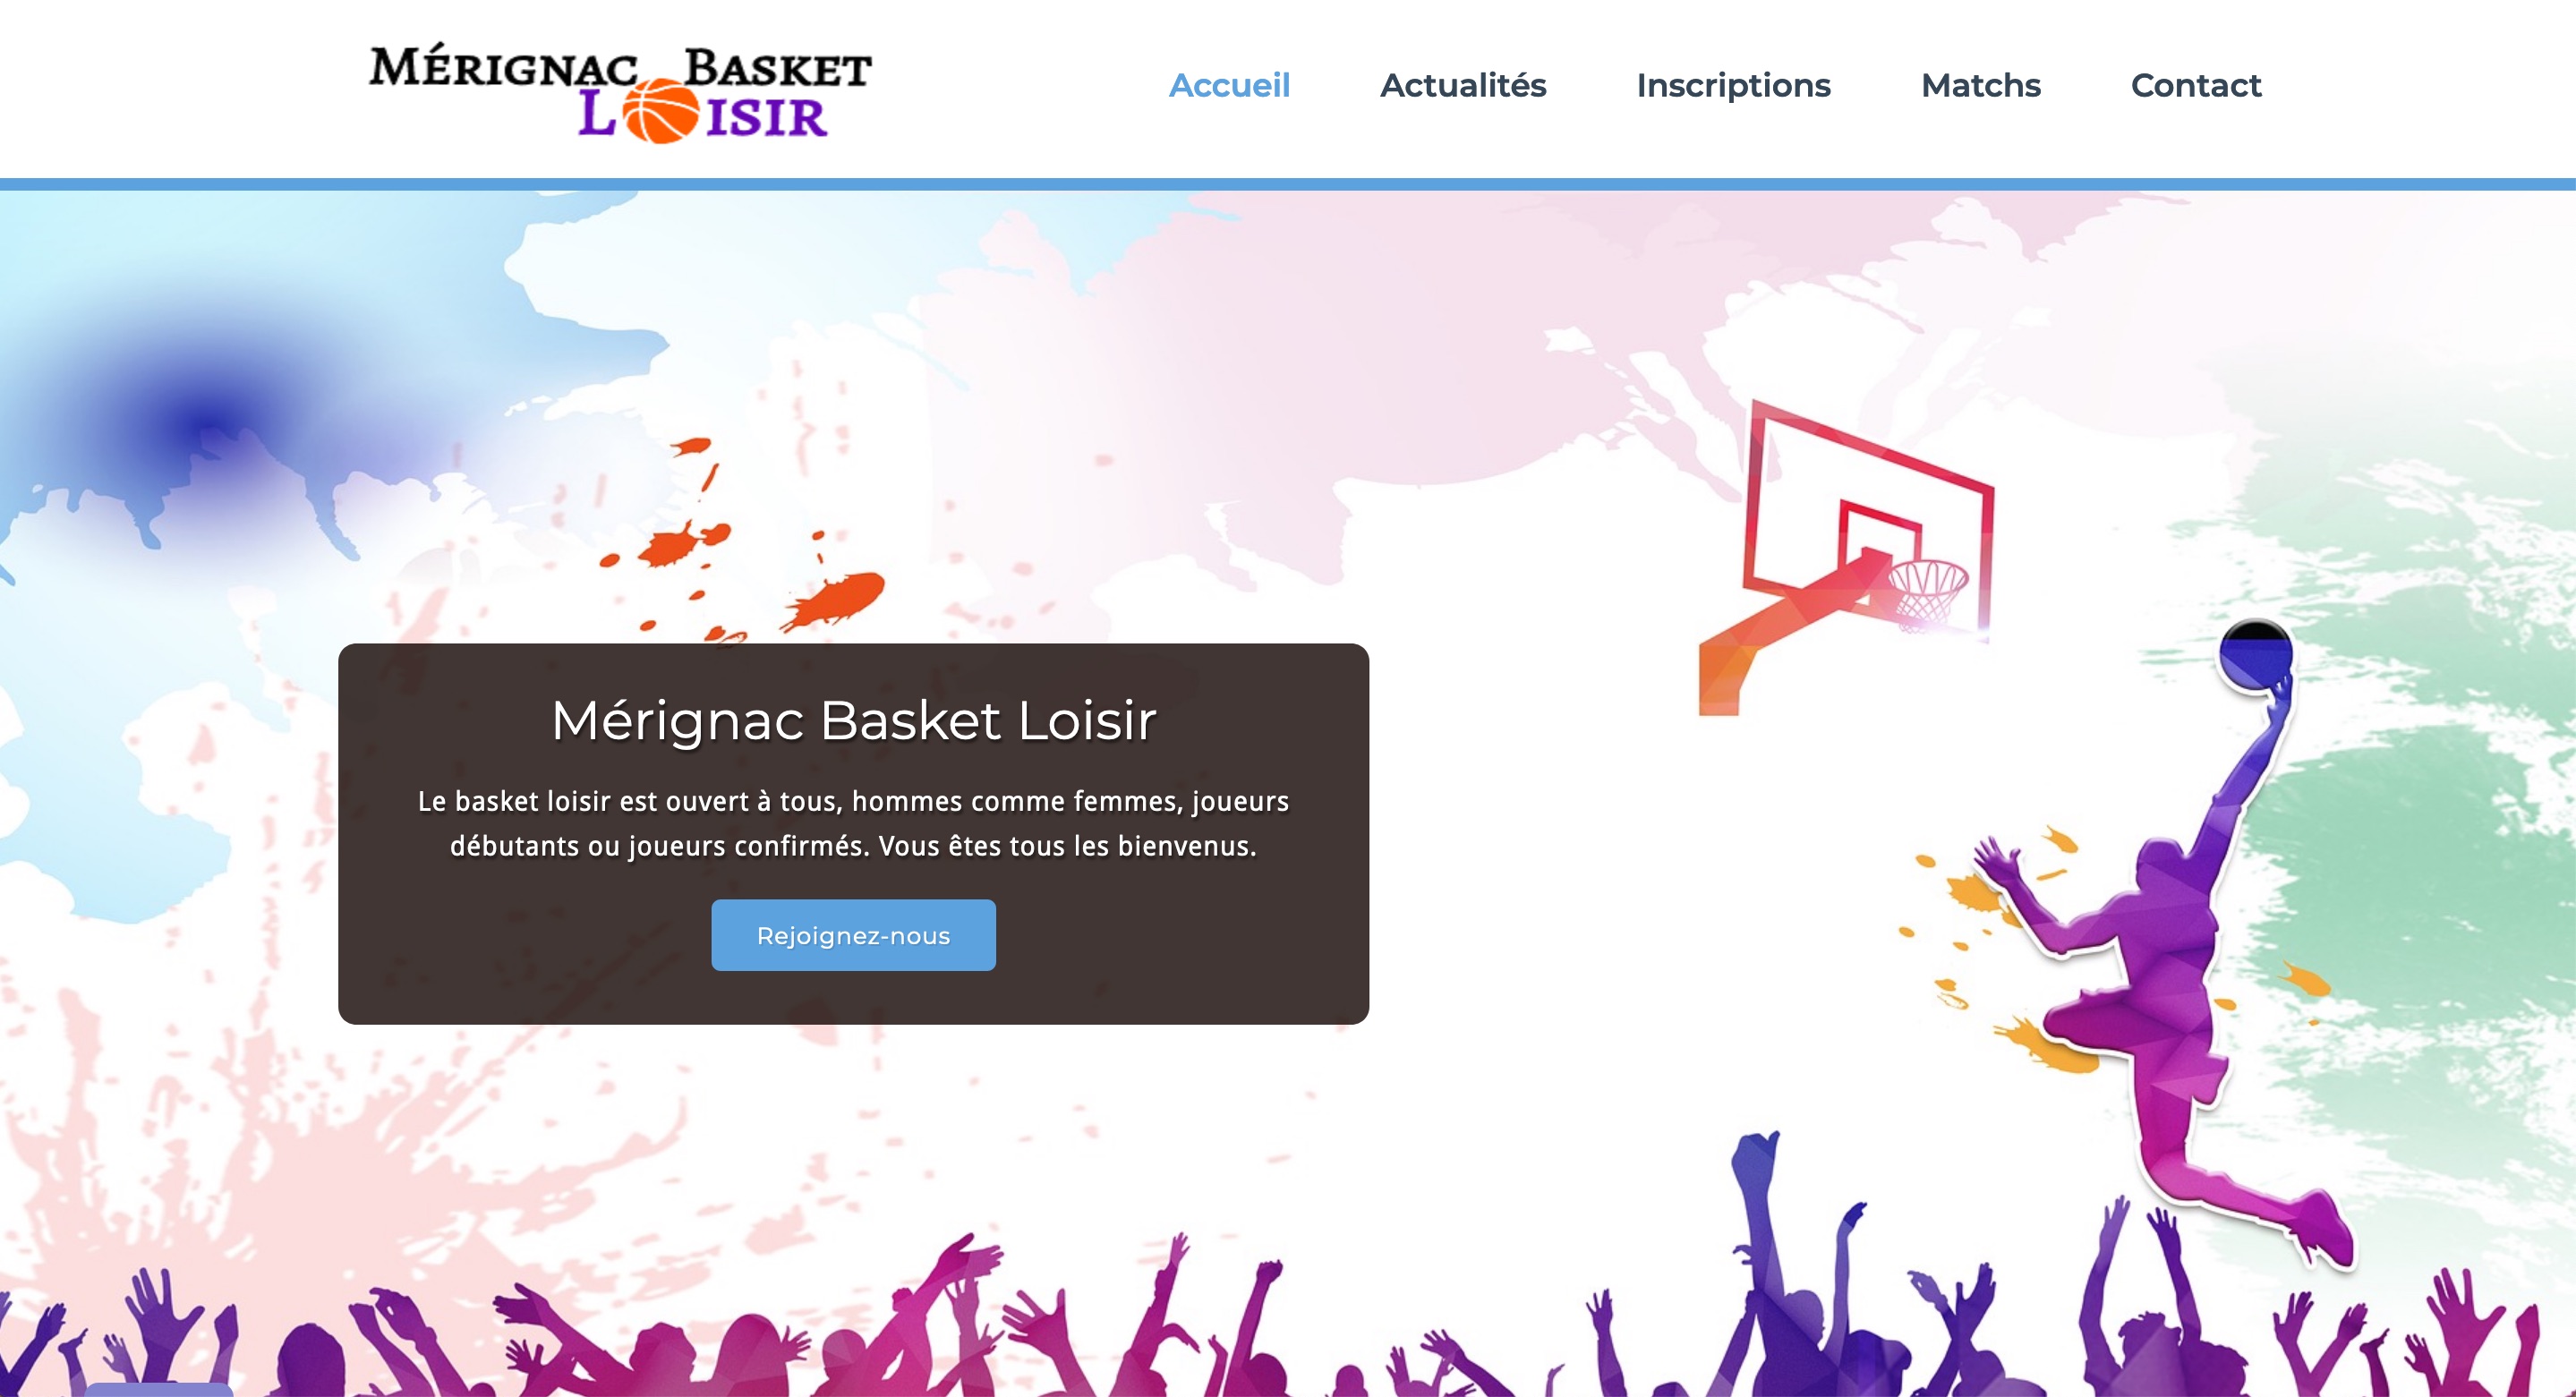 Mérignac Basket
Loisir
Accueil
Actualités
Inscriptions
Matchs
Contact
Mérignac Basket Loisir
Le basket loisir est ouvert à tous, hommes comme femmes, joueurs
débutants ou joueurs confirmés. Vous êtes tous les bienvenus.
Rejoignez-nous